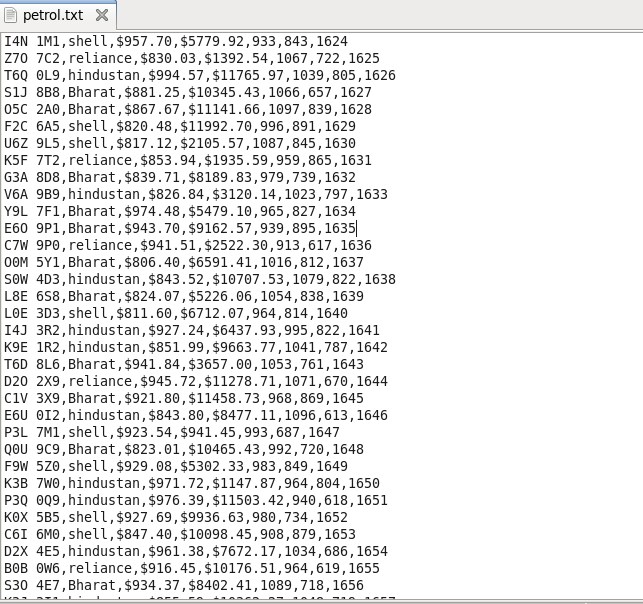 petrol.txt
I4N 1M1,shell,$957.70,$5779.92,933,843,1624
Z7O 7C2,reliance,$830.03,$1392.54,1067,722,1625
T6Q 0L9,hindustan,$994.57,$11765.97,1039,805,1626
S1J 8B8,Bharat,$881.25,$10345.43,1066,657,1627
O5C 2A0,Bharat,$867.67,$11141.66,1097,839,1628
F2C 6A5,shell,$820.48,$11992.70,996,891,1629
U6Z 9L5,shell,$817.12,$2105.57,1087,845,1630
K5F 7T2,reliance,$853.94,$1935.59,959,865,1631
G3A 8D8,Bharat,$839.71,$8189.83,979,739,1632
V6A 9B9,hindustan,$826.84,$3120.14,1023,797,1633
Y9L 7F1,Bharat,$974.48,$5479.10,965,827,1634
E6O 9P1,Bharat,$943.70,$9162.57,939,895,1635
C7W 9P0,reliance,$941.51,$2522.30,913,617,1636
O0M 5Y1,Bharat,$806.40,$6591.41,1016,812,1637
S0W 4D3,hindustan,$843.52,$10707.53,1079,822,1638
L8E 6S8,Bharat,$824.07,$5226.06,1054,838,1639
L0E 3D3,shell,$811.60,$6712.07,964,814,1640
I4J 3R2,hindustan,$927.24,$6437.93,995,822,1641
K9E 1R2,hindustan,$851.99,$9663.77,1041,787,1642
T6D 8L6,Bharat,$941.84,$3657.00,1053,761,1643
D2O 2X9,reliance,$945.72,$11278.71,1071,670,1644
C1V 3X9,Bharat,$921.80,$11458.73,968,869,1645
E6U 0I2,hindustan,$843.80,$8477.11,1096,613,1646
P3L 7M1,shell,$923.54,$941.45,993,687,1647
Q0U 9C9,Bharat,$823.01,$10465.43,992,720,1648
F9W 5Z0,shell,$929.08,$5302.33,983,849,1649
K3B 7W0,hindustan,$971.72,$1147.87,964,804,1650
P3Q 0Q9,hindustan,$976.39,$11503.42,940,618,1651
K0X 5B5,shell,$927.69,$9936.63,980,734,1652
C6I 6M0,shell,$847.40,$10098.45,908,879,1653
D2X 4E5,hindustan,$961.38,$7672.17,1034,686,1654
B0B 0W6,reliance,$916.45,$10176.51,964,619,1655
S3O 4E7,Bharat,$934.37,$8402.41,1089,718,1656